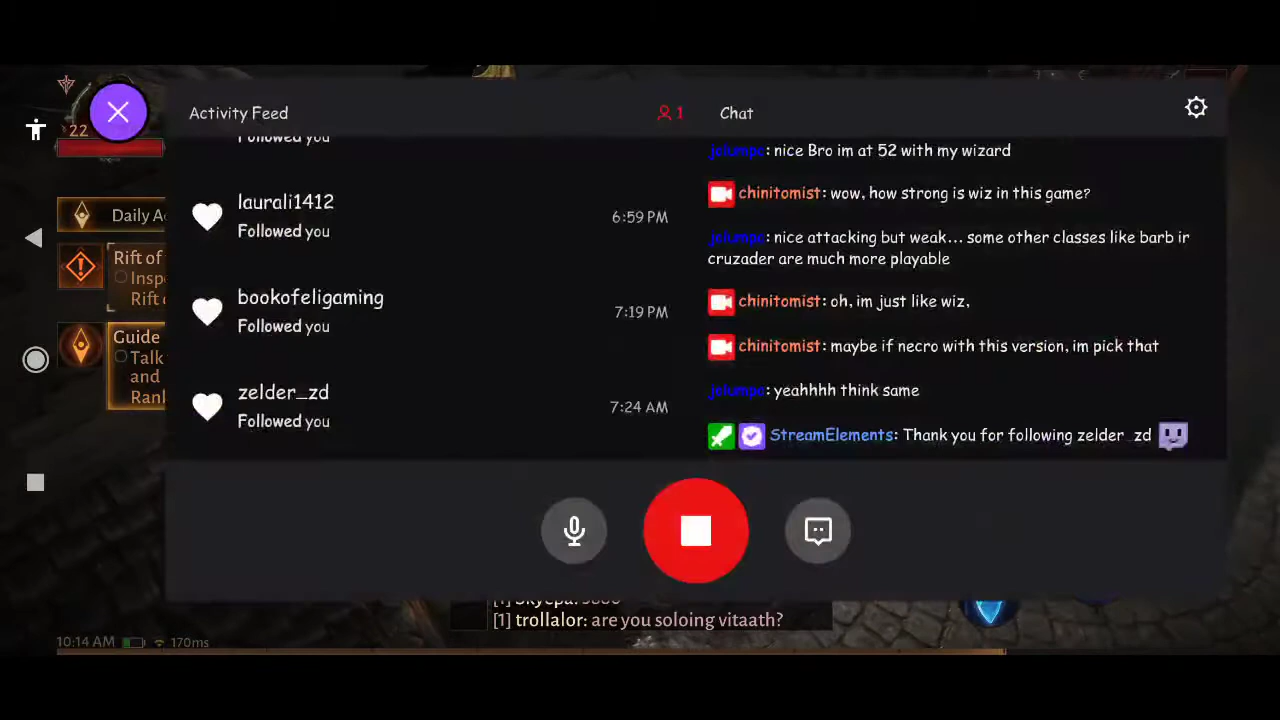 22
Activity Feed
1
Chat
Followed you
laurali1412
Followed you
6:59 PM
bookofeligaming
Followed you
7:19 PM
zelder_zd
Followed you
7:24 AM
: nice Bro im at 52 with my wizard
chinitomist: wow, how strong is wiz in this game?
: nice attacking but weak... some other classes like barb ir
cruzader are much more playable
chinitomist: oh, im just like wiz,
chinitomist: maybe if necro with this version, im pick that
: yeahhhh think same
StreamElements: Thank you for following zelder_zd
Daily
Rift of
Inspe
Rift
Guide
Talk
and
Rank
[1] trollalor: are you soloing vitaath?
10:14 AM
170ms